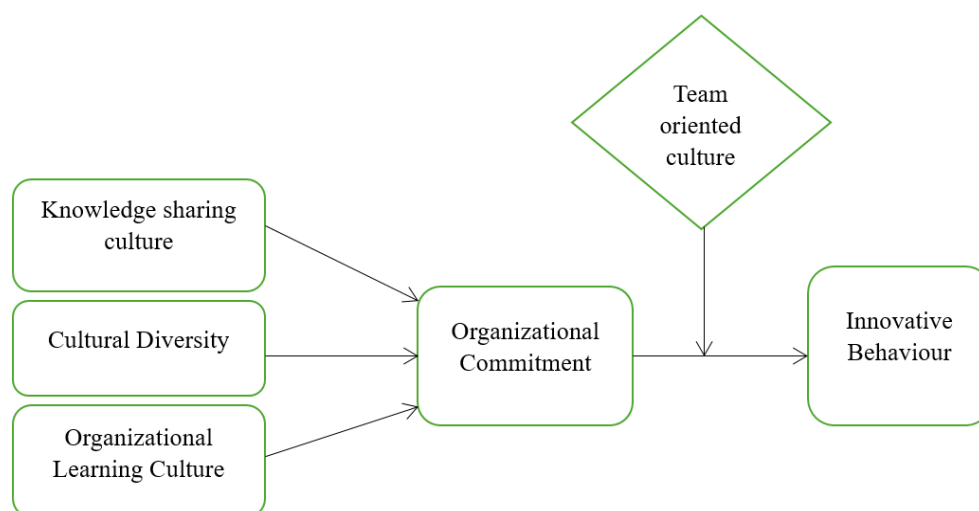 Team
oriented
culture
Knowledge sharing
culture
Cultural Diversity
Organizational
Learning Culture
Organizational
Commitment
Innovative
Behaviour